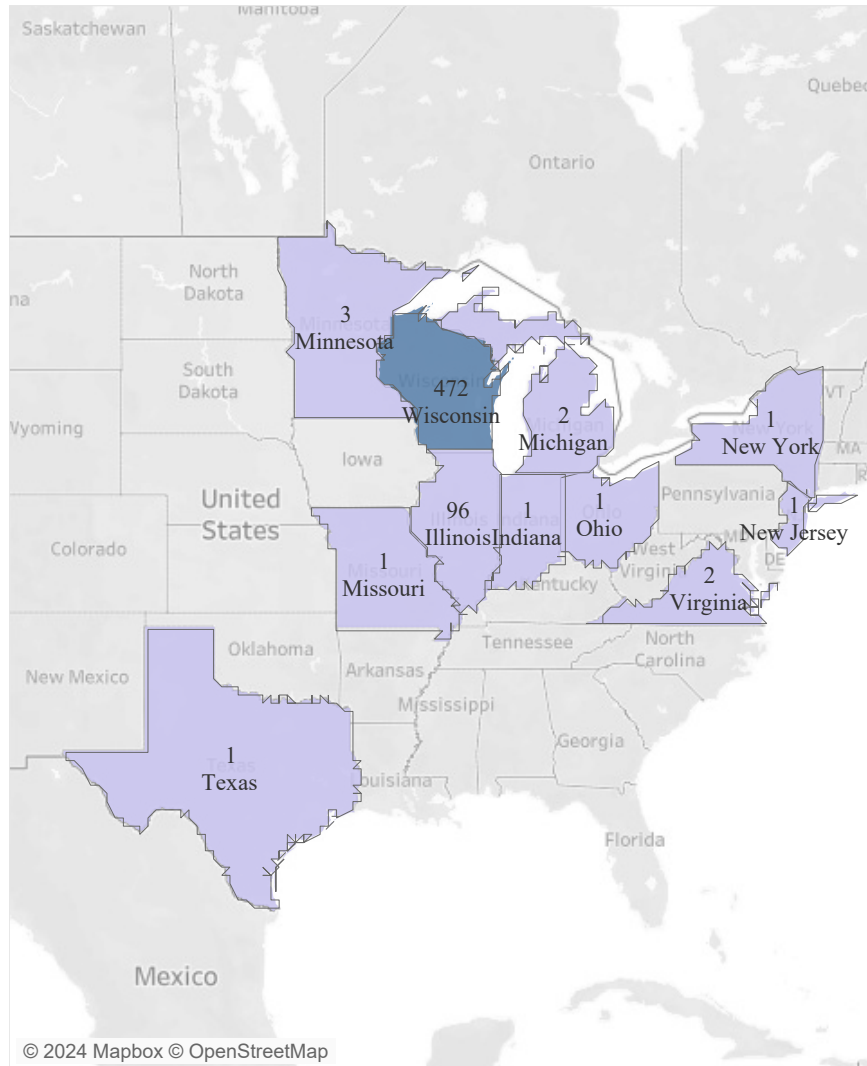 Manitoba
Saskatchewan
Quebec
Ontario
North
Dakota
na
3
Minnesota
South
Dakota
Wyoming
472
Wisconsin
2
Michigan
1
New York
VT
MA
R
Iowa
United
States
96
Illinois
1
Indiana
1
Ohio
Pennsylvania
1
New Jersey
Colorado
1
Missouri
West
Virginia
MD
DE
Kentucky
2
Virginia
Oklahoma
Tennessee
North
Carolina
New Mexico
Arkansas
Mississippi
Georgia
1
Texas
Louisiana
Florida
Mexico
© 2024 Mapbox © OpenStreetMap